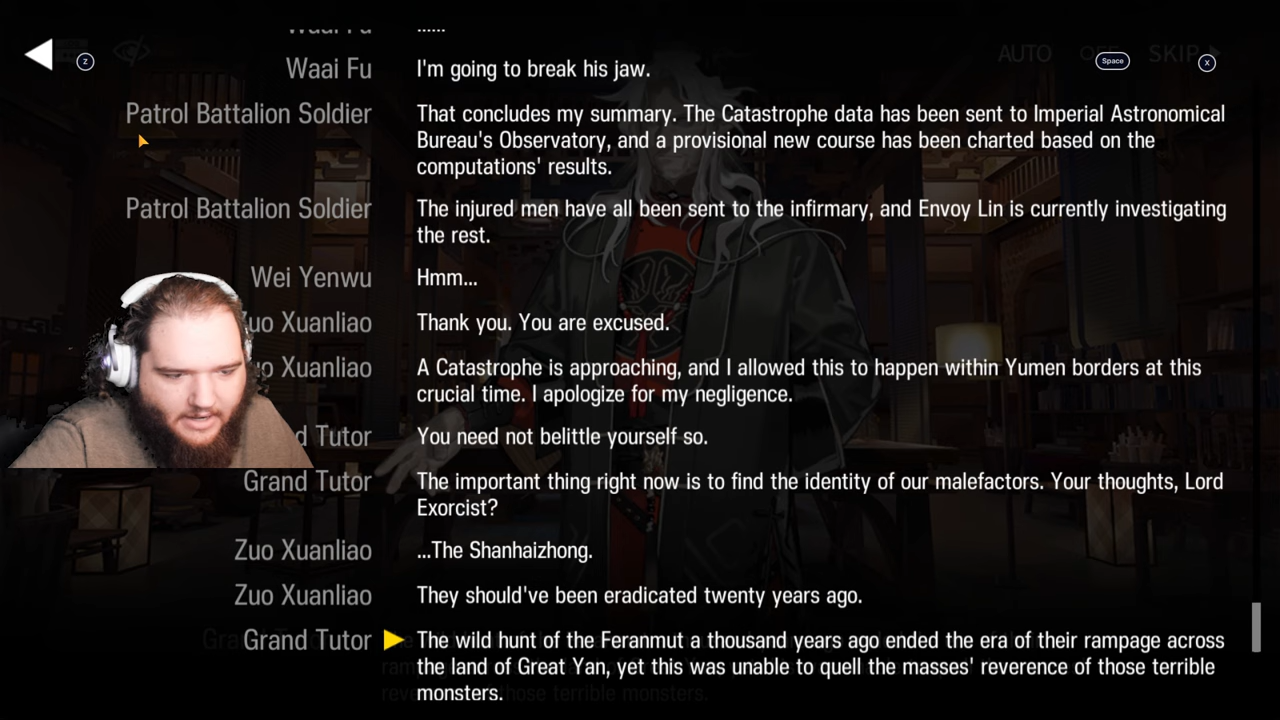 ......
Z
AUTO
Space
SKIP
X
Waai Fu
I'm going to break his jaw.
Patrol Battalion Soldier
That concludes my summary. The Catastrophe data has been sent to Imperial Astronomical
Bureau's Observatory, and a provisional new course has been charted based on the
computations' results.
Patrol Battalion Soldier
The injured men have all been sent to the infirmary, and Envoy Lin is currently investigating
the rest.
Wei Yenwu
Hmm...
Zuo Xuanliao
Thank you. You are excused.
Xuanliao
A Catastrophe is approaching, and I allowed this to happen within Yumen borders at this
crucial time. I apologize for my negligence.
Tutor
You need not belittle yourself so.
Grand Tutor
The important thing right now is to find the identity of our malefactors. Your thoughts, Lord
Exorcist?
Zuo Xuanliao
...The Shanhaizhong.
Zuo Xuanliao
They should've been eradicated twenty years ago.
Grand Tutor
The wild hunt of the Feranmut a thousand years ago ended the era of their rampage across
the land of Great Yan, yet this was unable to quell the masses' reverence of those terrible
monsters.